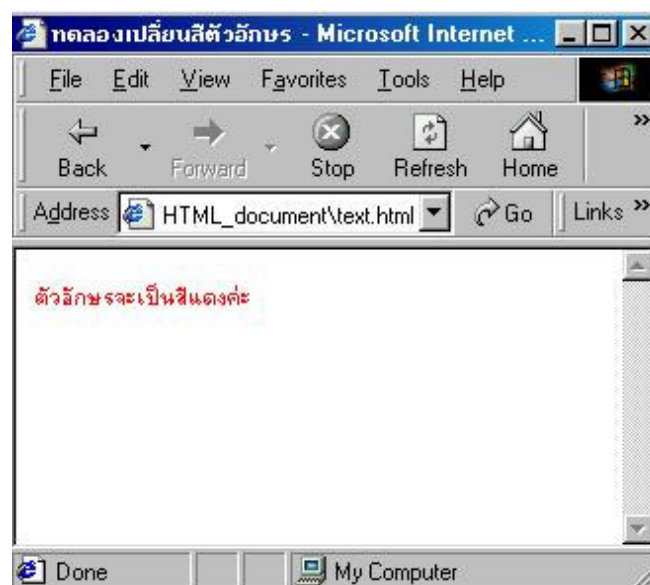 ทดลองเปลี่ยนสีตัวอักษร - Microsoft Internet ...
File Edit View Favorites Tools Help
Back Forward Stop Refresh Home »
Address HTML_document\text.html Go Links »
ตัวอักษรจะเป็นสีแดงค่ะ
Done My Computer